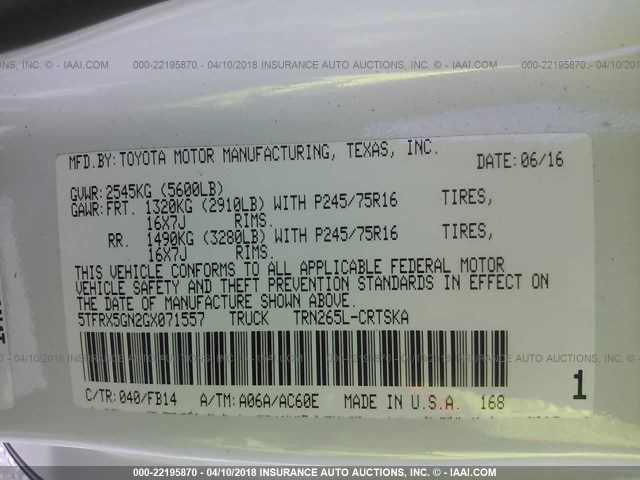 INC. © - IAAI.COM 000-22195870 - 04/10/2018 INSURANCE AUTO AUCTIONS, INC. © - IAAI.COM 000-22195870 - 04/10/2018
MFD.BY: TOYOTA MOTOR MANUFACTURING, TEXAS, INC. DATE: 06/16
GVWR: 2545KG (5600LB)
GAWR: FRT. 1320KG (2910LB) WITH P245/75R16 TIRES,
16X7J RIMS.
RR. 1490KG (3280LB) WITH P245/75R16 TIRES,
16X7J RIMS.
THIS VEHICLE CONFORMS TO ALL APPLICABLE FEDERAL MOTOR
VEHICLE SAFETY AND THEFT PREVENTION STANDARDS IN EFFECT ON
THE DATE OF MANUFACTURE SHOWN ABOVE.
5TFRX5GN2GX071557 TRUCK TRN265L-CRTSKA
C/TR: 040/FB14 A/TM: A06A/AC60E MADE IN U.S.A. 168 1
000-22195870 - 04/10/2018 INSURANCE AUTO AUCTIONS, INC. © - IAAI.COM